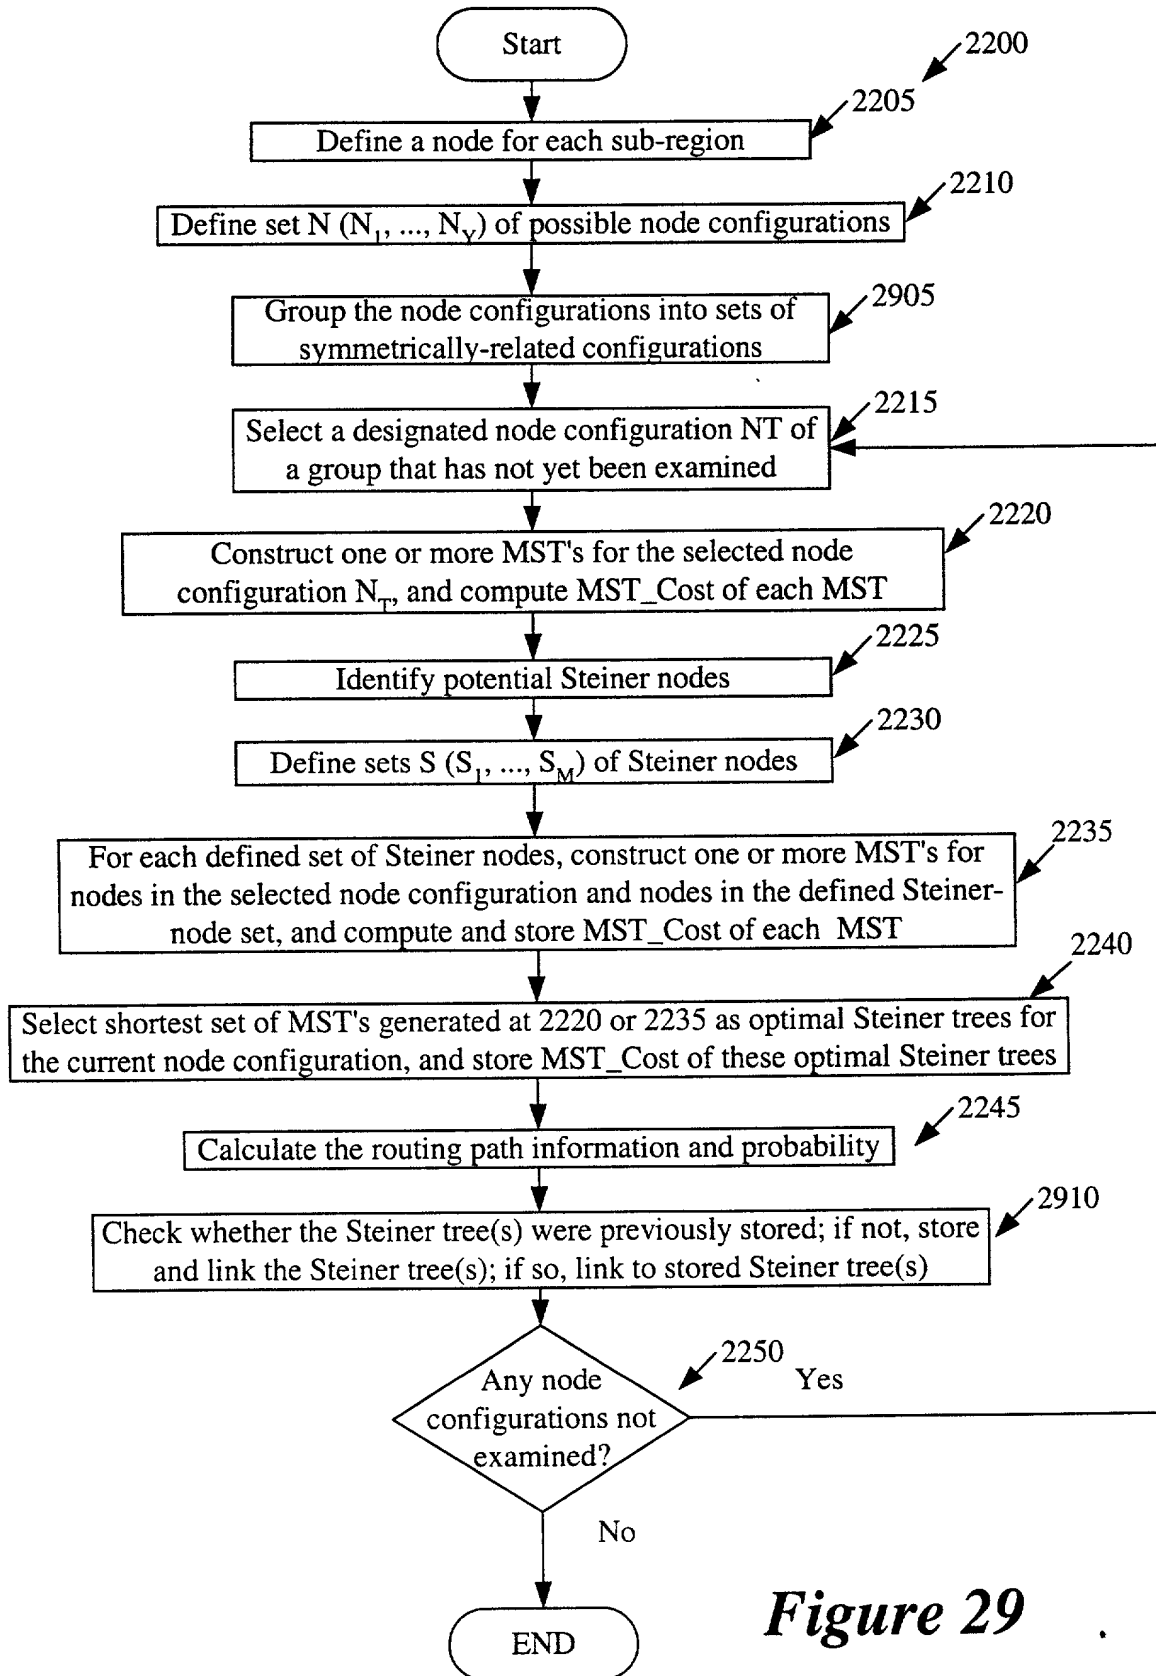 Start
2200
2205
Define a node for each sub-region
2210
Define set N (N1, ..., NY) of possible node configurations
2905
Group the node configurations into sets of
symmetrically-related configurations
2215
Select a designated node configuration NT of
a group that has not yet been examined
2220
Construct one or more MST's for the selected node
configuration NT, and compute MST_Cost of each MST
2225
Identify potential Steiner nodes
2230
Define sets S (S1, ..., SM) of Steiner nodes
2235
For each defined set of Steiner nodes, construct one or more MST's for
nodes in the selected node configuration and nodes in the defined Steiner-
node set, and compute and store MST_Cost of each MST
2240
Select shortest set of MST's generated at 2220 or 2235 as optimal Steiner trees for
the current node configuration, and store MST_Cost of these optimal Steiner trees
2245
Calculate the routing path information and probability
2910
Check whether the Steiner tree(s) were previously stored; if not, store
and link the Steiner tree(s); if so, link to stored Steiner tree(s)
2250
Yes
Any node
configurations not
examined?
No
END
Figure 29